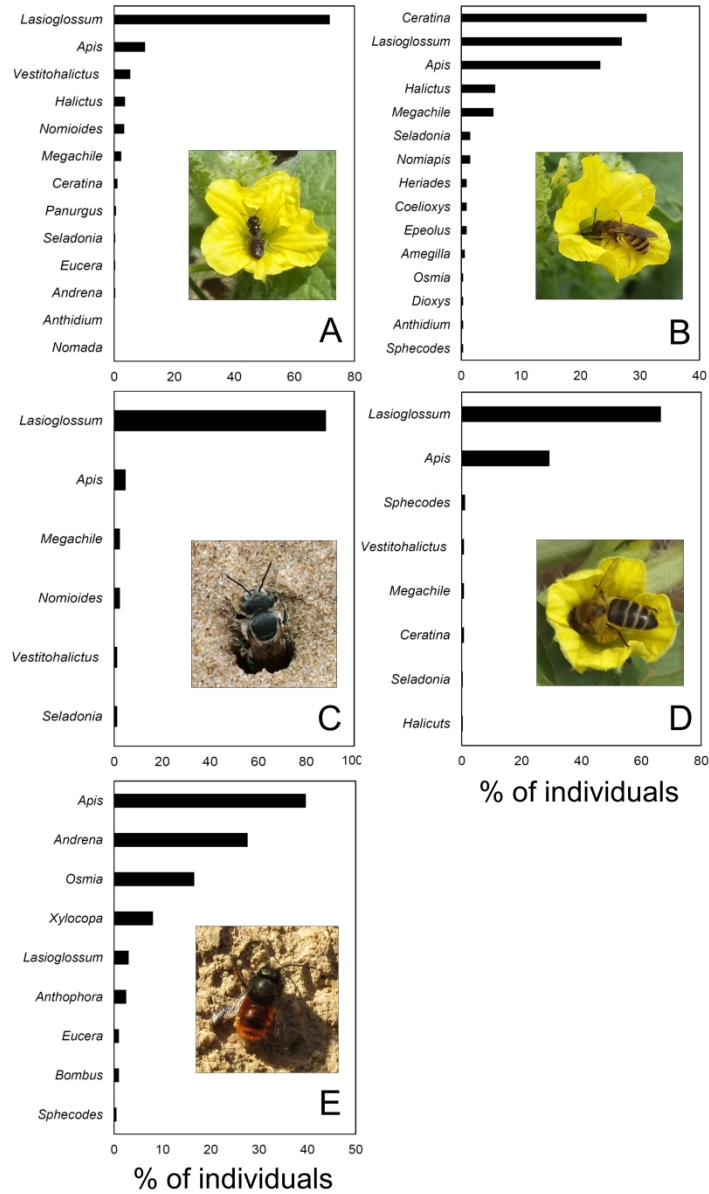 Lasioglossum
Apis
Vestitohalictus
Halictus
Nomioides
Megachile
Ceratina
Panurgus
Seladonia
Eucera
Andrena
Anthidium
Nomada
A
0 20 40 60 80
Ceratina
Lasioglossum
Apis
Halictus
Megachile
Seladonia
Nomiapis
Heriades
Coelioxys
Epeolus
Amegilla
Osmia
Dioxys
Anthidium
Sphecodes
B
0 10 20 30 40
Lasioglossum
Apis
Megachile
Nomioides
Vestitohalictus
Seladonia
C
0 20 40 60 80 100
Lasioglossum
Apis
Sphecodes
Vestitohalictus
Megachile
Ceratina
Seladonia
Halicuts
D
0 20 40 60 80
% of individuals
Apis
Andrena
Osmia
Xylocopa
Lasioglossum
Anthophora
Eucera
Bombus
Sphecodes
E
0 10 20 30 40 50
% of individuals